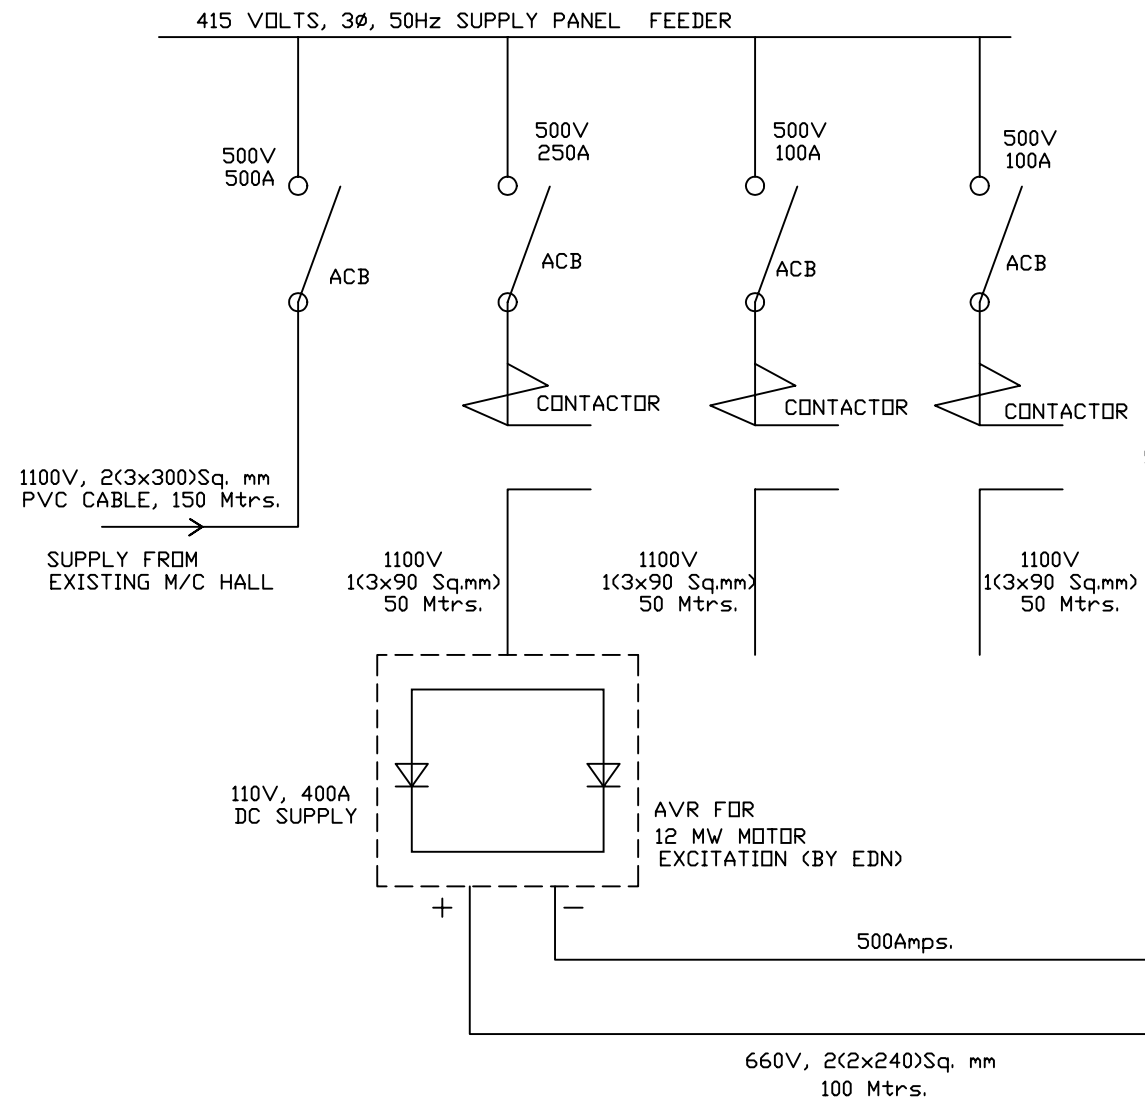 415 VOLTS, 3Ø, 50Hz SUPPLY PANEL FEEDER
500V
500A
ACB
500V
250A
ACB
500V
100A
ACB
500V
100A
ACB
CONTACTOR
CONTACTOR
CONTACTOR
1100V, 2(3x300)Sq. mm
PVC CABLE, 150 Mtrs.
SUPPLY FROM
EXISTING M/C HALL
1100V
1(3x90 Sq.mm)
50 Mtrs.
1100V
1(3x90 Sq.mm)
50 Mtrs.
1100V
1(3x90 Sq.mm)
50 Mtrs.
110V, 400A
DC SUPPLY
AVR FOR
12 MW MOTOR
EXCITATION (BY EDN)
+
-
500Amps.
660V, 2(2x240)Sq. mm
100 Mtrs.